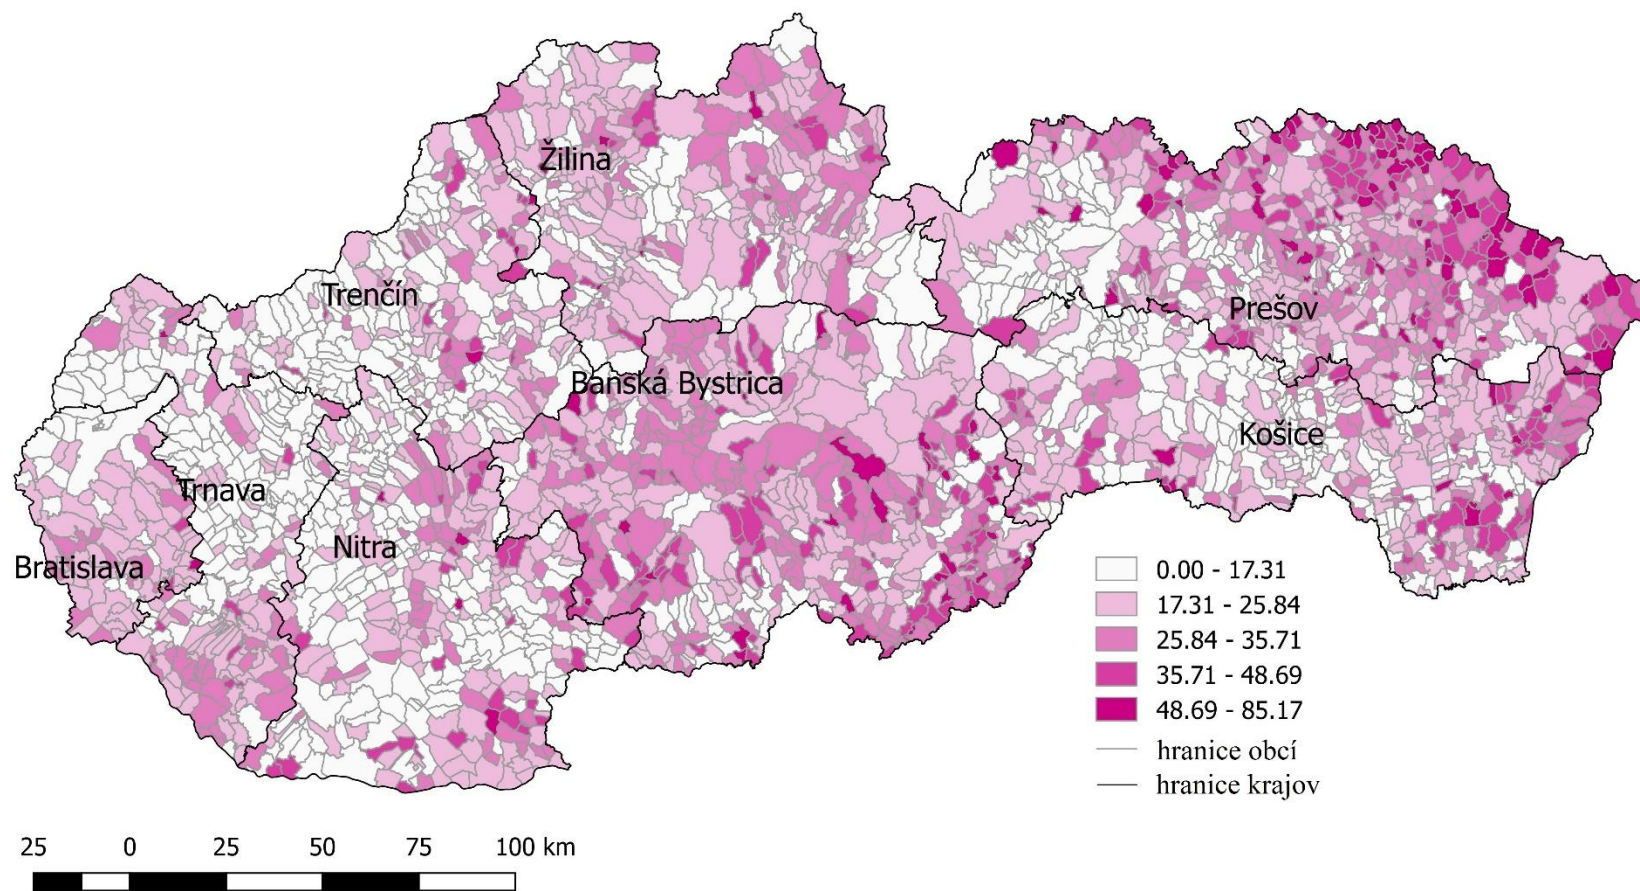 Žilina
Trenčín
Prešov
Banská Bystrica
Košice
Trnava
Nitra
Bratislava
0.00 - 17.31
17.31 - 25.84
25.84 - 35.71
35.71 - 48.69
48.69 - 85.17
hranice obcí
hranice krajov
25 0 25 50 75 100 km